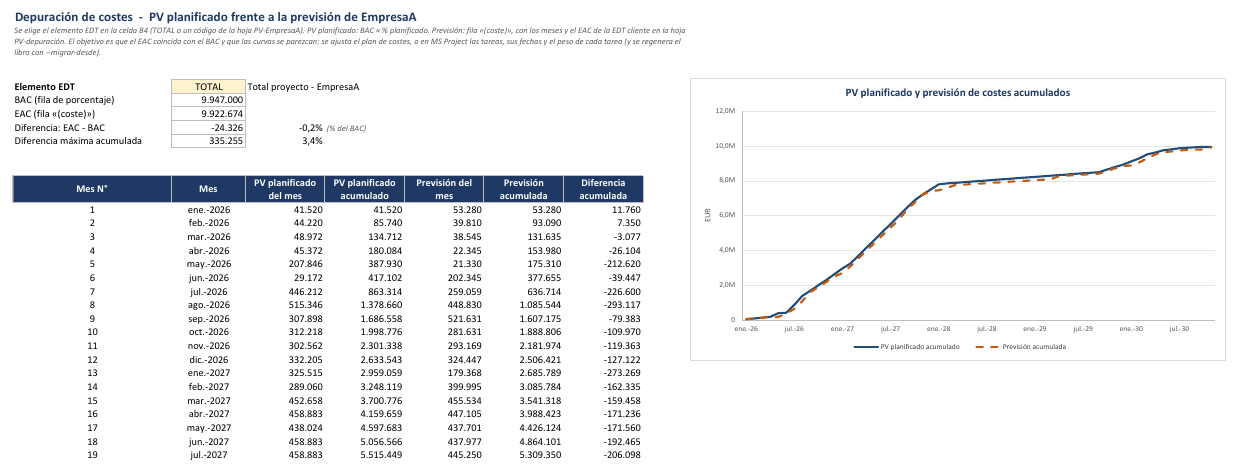 Depuración de costes - PV planificado frente a la previsión de EmpresaA
Se elige el elemento EDT en la celda B4 (TOTAL o un código de la hoja PV-EmpresaA). PV planificado: BAC × % planificado. Previsión: fila «(coste)», con los meses y el EAC de la EDT cliente en la hoja
PV-depuración. El objetivo es que el EAC coincida con el BAC y que las curvas se parezcan: se ajusta el plan de costes, o en MS Project las tareas, sus fechas y el peso de cada tarea (y se regenera el
libro con --migrar-desde).
Elemento EDT TOTAL Total proyecto - EmpresaA
BAC (fila de porcentaje) 9.947.000
EAC (fila «(coste)») 9.922.674
Diferencia: EAC - BAC -24.326 -0,2% (% del BAC)
Diferencia máxima acumulada 335.255 3,4%
Mes N° Mes PV planificado del mes PV planificado acumulado Previsión del mes Previsión acumulada Diferencia acumulada
1 ene.-2026 41.520 41.520 53.280 53.280 11.760
2 feb.-2026 44.220 85.740 39.810 93.090 7.350
3 mar.-2026 48.972 134.712 38.545 131.635 -3.077
4 abr.-2026 45.372 180.084 22.345 153.980 -26.104
5 may.-2026 207.846 387.930 21.330 175.310 -212.620
6 jun.-2026 29.172 417.102 202.345 377.655 -39.447
7 jul.-2026 446.212 863.314 259.059 636.714 -226.600
8 ago.-2026 515.346 1.378.660 448.830 1.085.544 -293.117
9 sep.-2026 307.898 1.686.558 521.631 1.607.175 -79.383
10 oct.-2026 312.218 1.998.776 281.631 1.888.806 -109.970
11 nov.-2026 302.562 2.301.338 293.169 2.181.974 -119.363
12 dic.-2026 332.205 2.633.543 324.447 2.506.421 -127.122
13 ene.-2027 325.515 2.959.059 179.368 2.685.789 -273.269
14 feb.-2027 289.060 3.248.119 399.995 3.085.784 -162.335
15 mar.-2027 452.658 3.700.776 455.534 3.541.318 -159.458
16 abr.-2027 458.883 4.159.659 447.105 3.988.423 -171.236
17 may.-2027 438.024 4.597.683 437.701 4.426.124 -171.560
18 jun.-2027 458.883 5.056.566 437.977 4.864.101 -192.465
19 jul.-2027 458.883 5.515.449 445.250 5.309.350 -206.098
PV planificado y previsión de costes acumulados
12,0M
10,0M
8,0M
6,0M
4,0M
2,0M
0
EUR
ene.-26 jul.-26 ene.-27 jul.-27 ene.-28 jul.-28 ene.-29 jul.-29 ene.-30 jul.-30
PV planificado acumulado Previsión acumulada